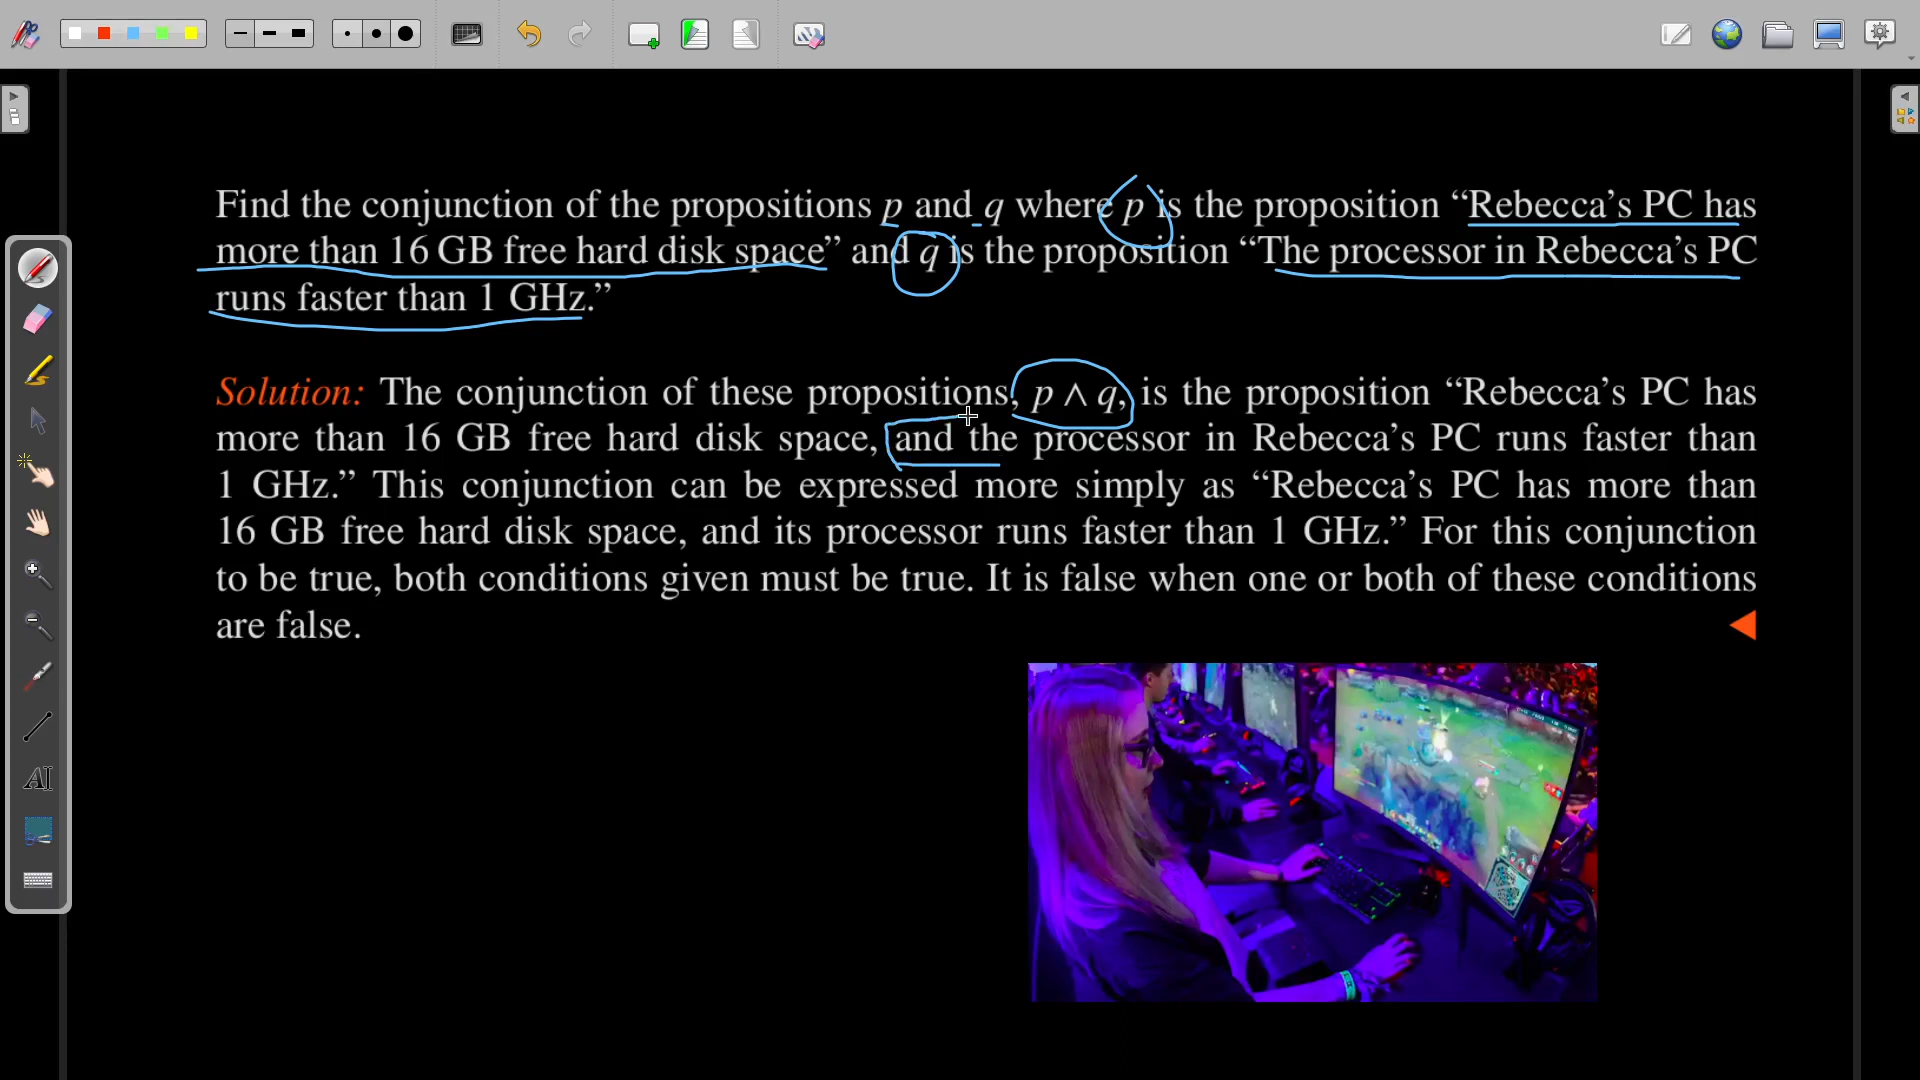 Find the conjunction of the propositions p and q where p is the proposition “Rebecca’s PC has
more than 16 GB free hard disk space” and q is the proposition “The processor in Rebecca’s PC
runs faster than 1 GHz.”
Solution: The conjunction of these propositions, p ∧ q, is the proposition “Rebecca’s PC has
more than 16 GB free hard disk space, and the processor in Rebecca’s PC runs faster than
1 GHz.” This conjunction can be expressed more simply as “Rebecca’s PC has more than
16 GB free hard disk space, and its processor runs faster than 1 GHz.” For this conjunction
to be true, both conditions given must be true. It is false when one or both of these conditions
are false.